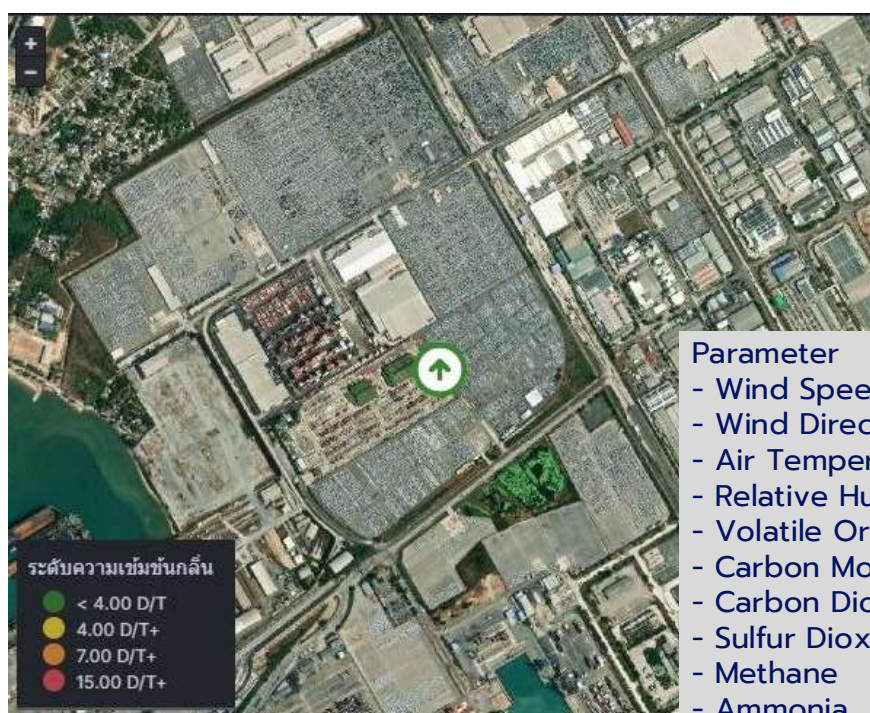 +
-
ระดับความเข้มข้นกลิ่น
< 4.00 D/T
4.00 D/T+
7.00 D/T+
15.00 D/T+
Parameter
- Wind Spee
- Wind Direc
- Air Temper
- Relative Hu
- Volatile Or
- Carbon Mo
- Carbon Dio
- Sulfur Diox
- Methane
- Ammonia